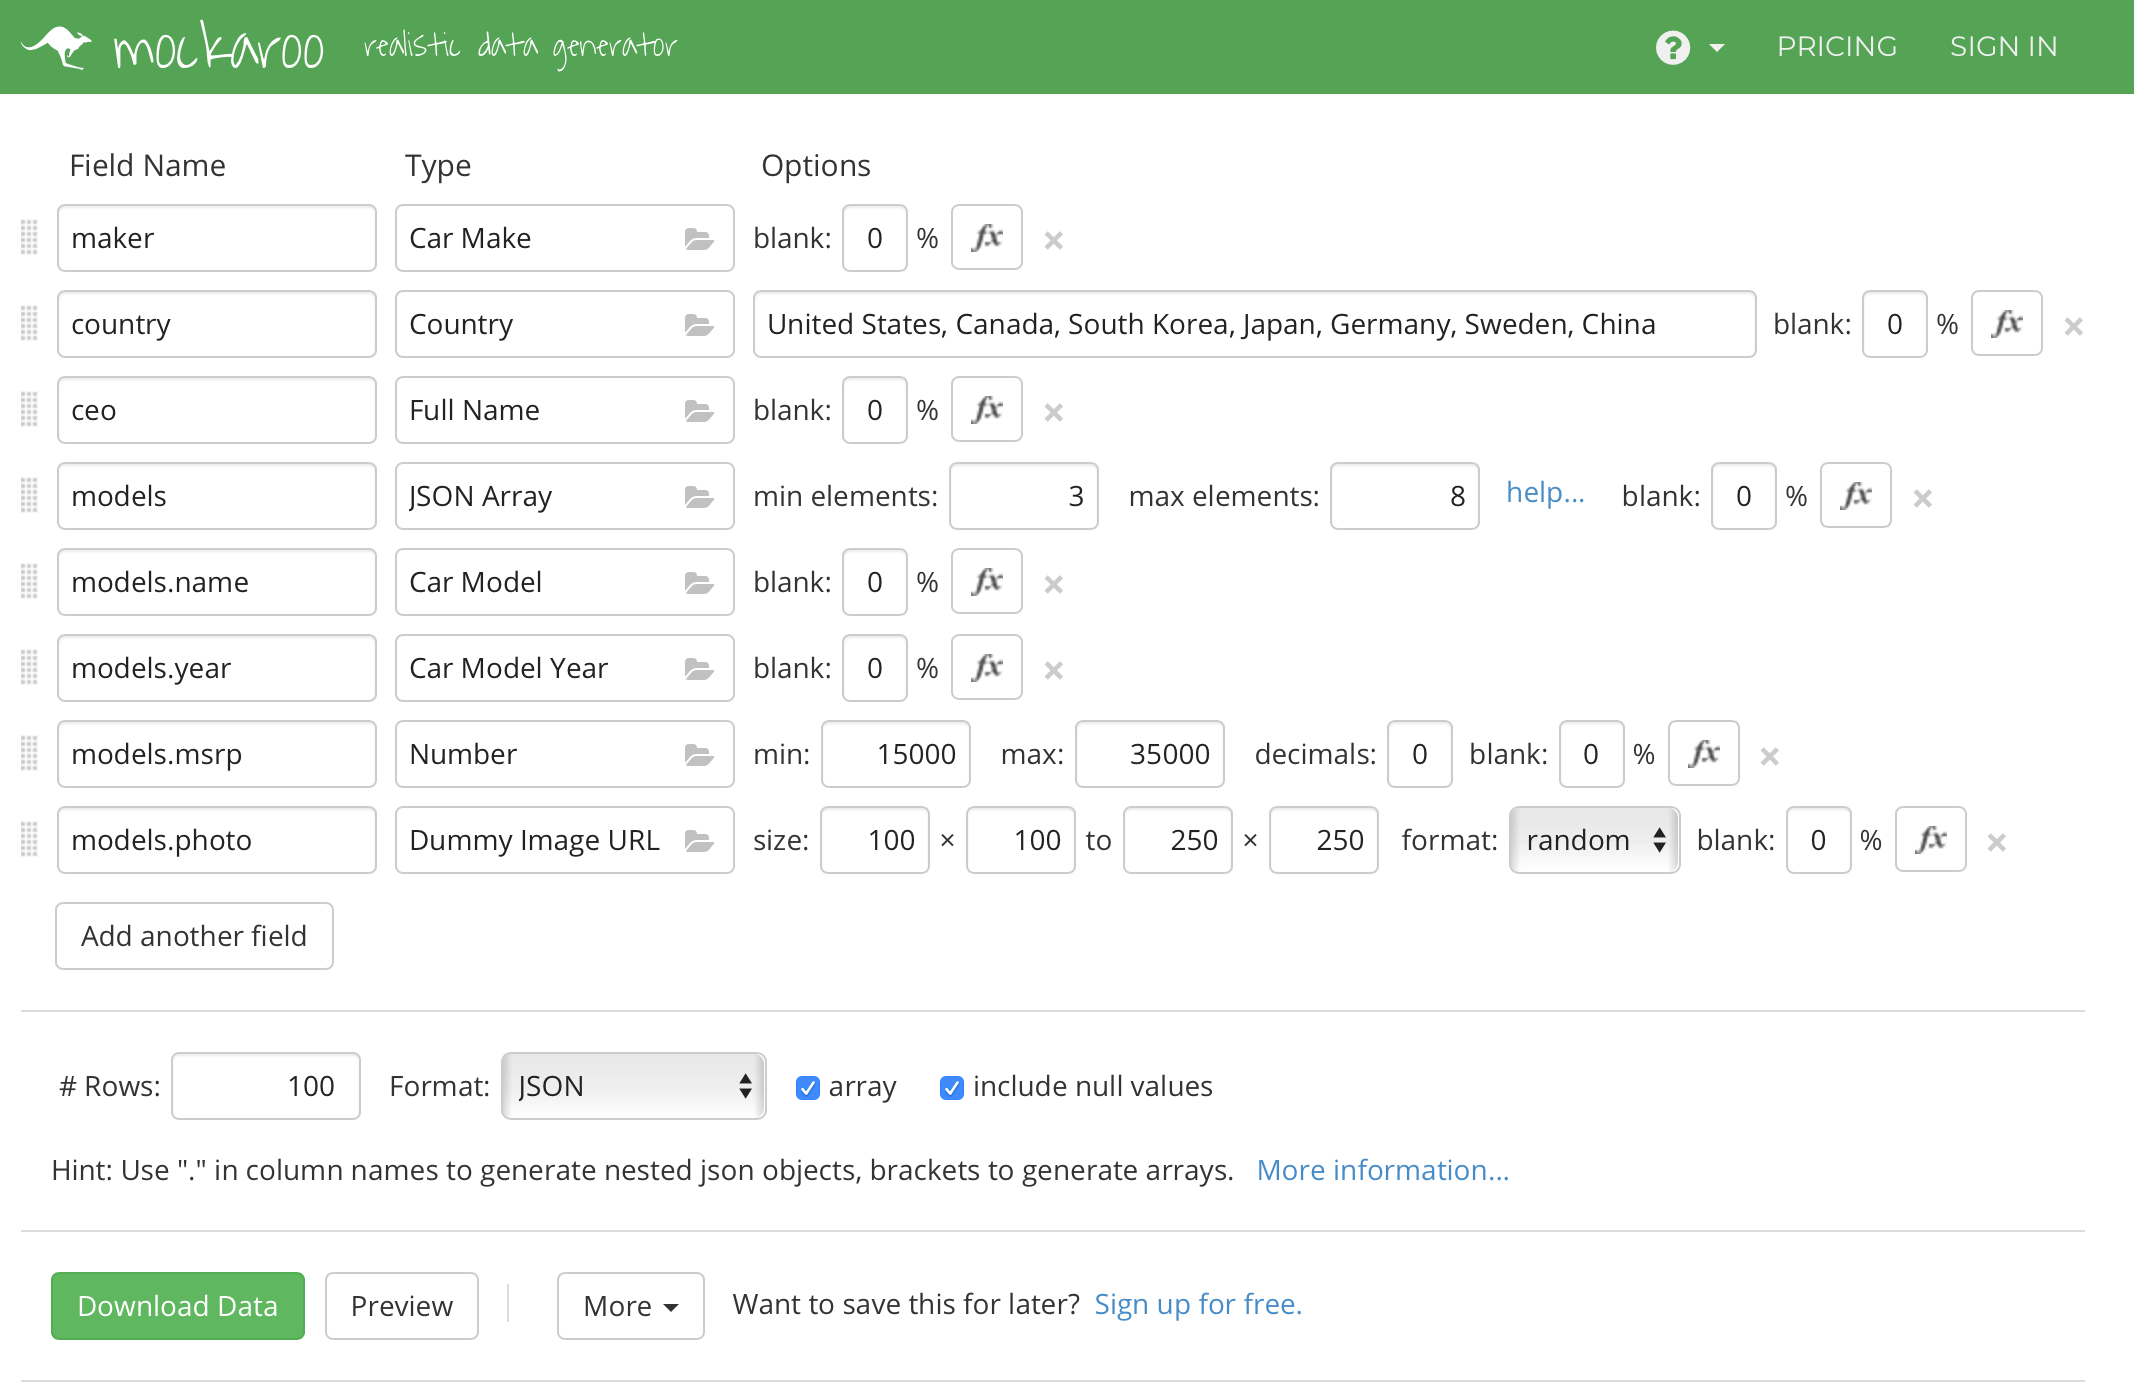 mockaroo realistic data generator ? PRICING SIGN IN
Field Name Type Options
maker Car Make blank: 0 % fx ×
country Country United States, Canada, South Korea, Japan, Germany, Sweden, China blank: 0 % fx ×
ceo Full Name blank: 0 % fx ×
models JSON Array min elements: 3 max elements: 8 help... blank: 0 % fx ×
models.name Car Model blank: 0 % fx ×
models.year Car Model Year blank: 0 % fx ×
models.msrp Number min: 15000 max: 35000 decimals: 0 blank: 0 % fx ×
models.photo Dummy Image URL size: 100 × 100 to 250 × 250 format: random blank: 0 % fx ×
Add another field
# Rows: 100 Format: JSON array include null values
Hint: Use "." in column names to generate nested json objects, brackets to generate arrays. More information...
Download Data Preview More Want to save this for later? Sign up for free.